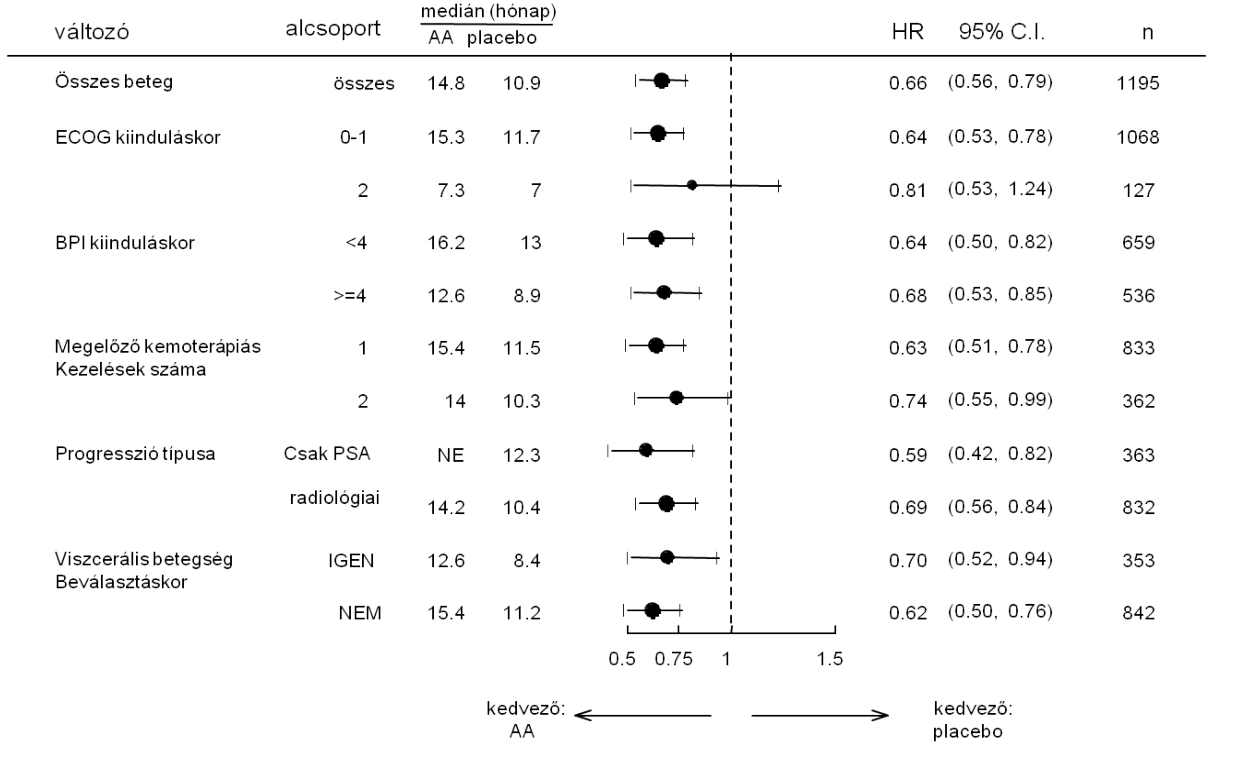 medián (hónap)
változó alcsoport AA placebo HR 95% C.I. n
Összes beteg összes 14.8 10.9 0.66 (0.56, 0.79) 1195
ECOG kiinduláskor 0-1 15.3 11.7 0.64 (0.53, 0.78) 1068
2 7.3 7 0.81 (0.53, 1.24) 127
BPI kiinduláskor <4 16.2 13 0.64 (0.50, 0.82) 659
>=4 12.6 8.9 0.68 (0.53, 0.85) 536
Megelőző kemoterápiás 1 15.4 11.5 0.63 (0.51, 0.78) 833
Kezelések száma
2 14 10.3 0.74 (0.55, 0.99) 362
Progresszió típusa Csak PSA NE 12.3 0.59 (0.42, 0.82) 363
radiológiai 14.2 10.4 0.69 (0.56, 0.84) 832
Viszcerális betegség IGEN 12.6 8.4 0.70 (0.52, 0.94) 353
Beválasztáskor
NEM 15.4 11.2 0.62 (0.50, 0.76) 842
0.5 0.75 1 1.5
kedvező: kedvező:
AA placebo